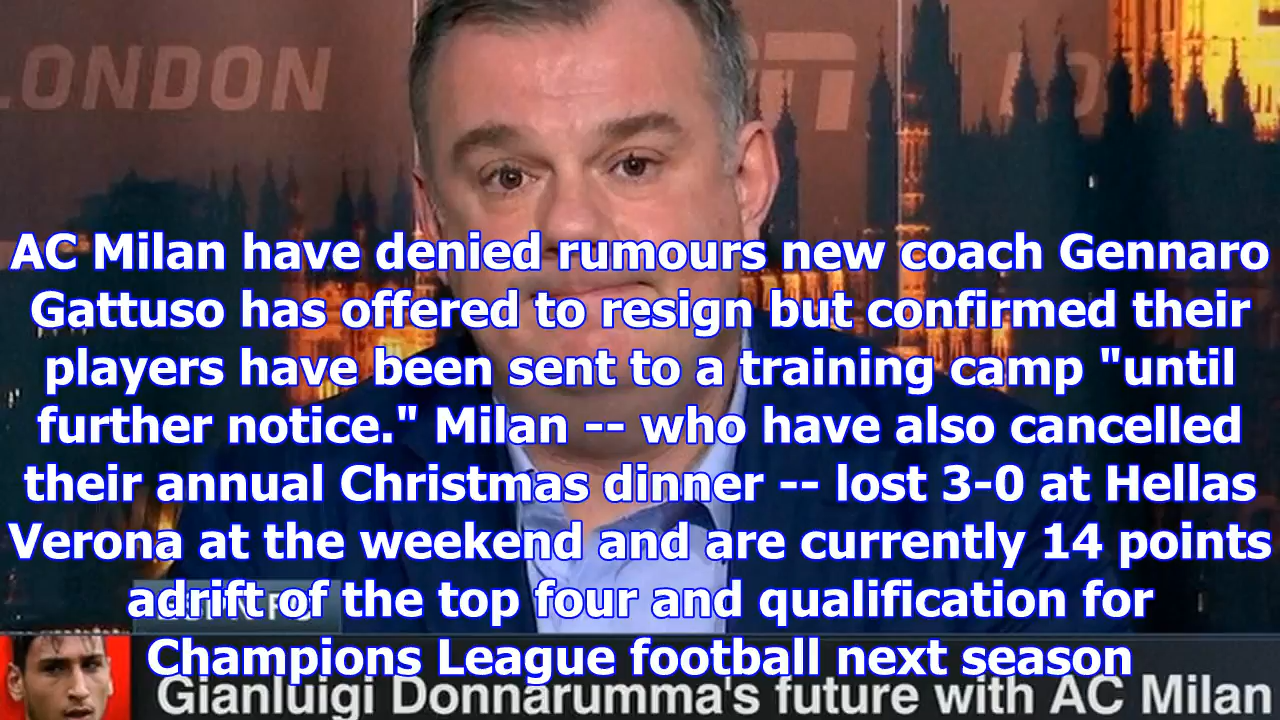 LONDON
AC Milan have denied rumours new coach Gennaro
Gattuso has offered to resign but confirmed their
players have been sent to a training camp "until
further notice." Milan -- who have also cancelled
their annual Christmas dinner -- lost 3-0 at Hellas
Verona at the weekend and are currently 14 points
adrift of the top four and qualification for
Champions League football next season
Gianluigi Donnarumma's future with AC Milan